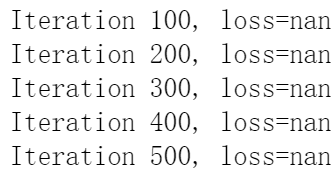 Iteration 100, loss=nan
Iteration 200, loss=nan
Iteration 300, loss=nan
Iteration 400, loss=nan
Iteration 500, loss=nan